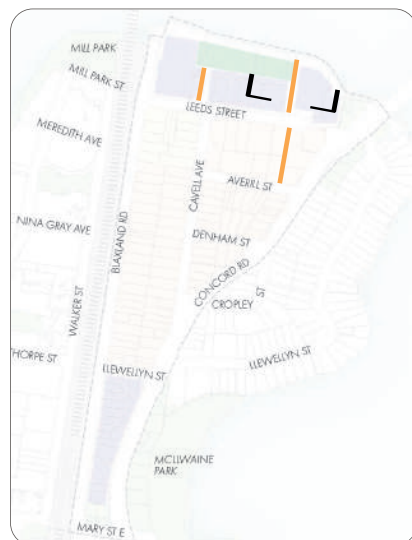 MILL PARK
MILL PARK ST
LEEDS STREET
MEREDITH AVE
AVERILL ST
CAVELL AVE
NINA GRAY AVE
BLAXLAND RD
DENHAM ST
CONCORD RD
CROPLEY
ST
WALKER ST
THORPE ST
LLEWELLYN ST
LLEWELLYN ST
MCLLWAINE
PARK
MARY ST E